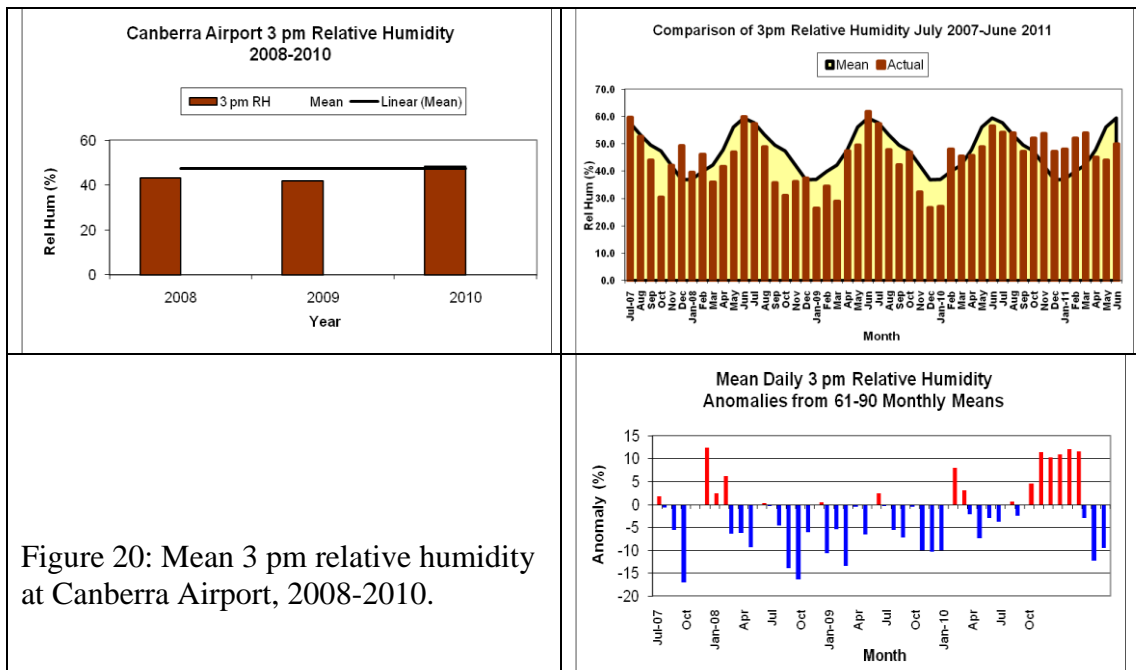 Canberra Airport 3 pm Relative Humidity
2008-2010
3 pm RH Mean Linear (Mean)
Rel Hum (%)
60
40
20
0
2008 2009 2010
Year
Comparison of 3pm Relative Humidity July 2007-June 2011
Mean Actual
Rel Hum (%)
70.0
60.0
50.0
40.0
30.0
20.0
10.0
0.0
Jul-07 Aug Sep Oct Nov Dec Jan-08 Feb Mar Apr May Jun Jul Aug Sep Oct Nov Dec Jan-09 Feb Mar Apr May Jun Jul Aug Sep Oct Nov Dec Jan-10 Feb Mar Apr May Jun Jul Aug Sep Oct Nov Dec Jan-11 Feb Mar Apr May Jun
Month
Figure 20: Mean 3 pm relative humidity
at Canberra Airport, 2008-2010.
Mean Daily 3 pm Relative Humidity
Anomalies from 61-90 Monthly Means
Anomaly (%)
15
10
5
0
-5
-10
-15
-20
Jul-07 Oct Jan-08 Apr Jul Oct Jan-09 Apr Jul Oct Jan-10 Apr Jul Oct
Month